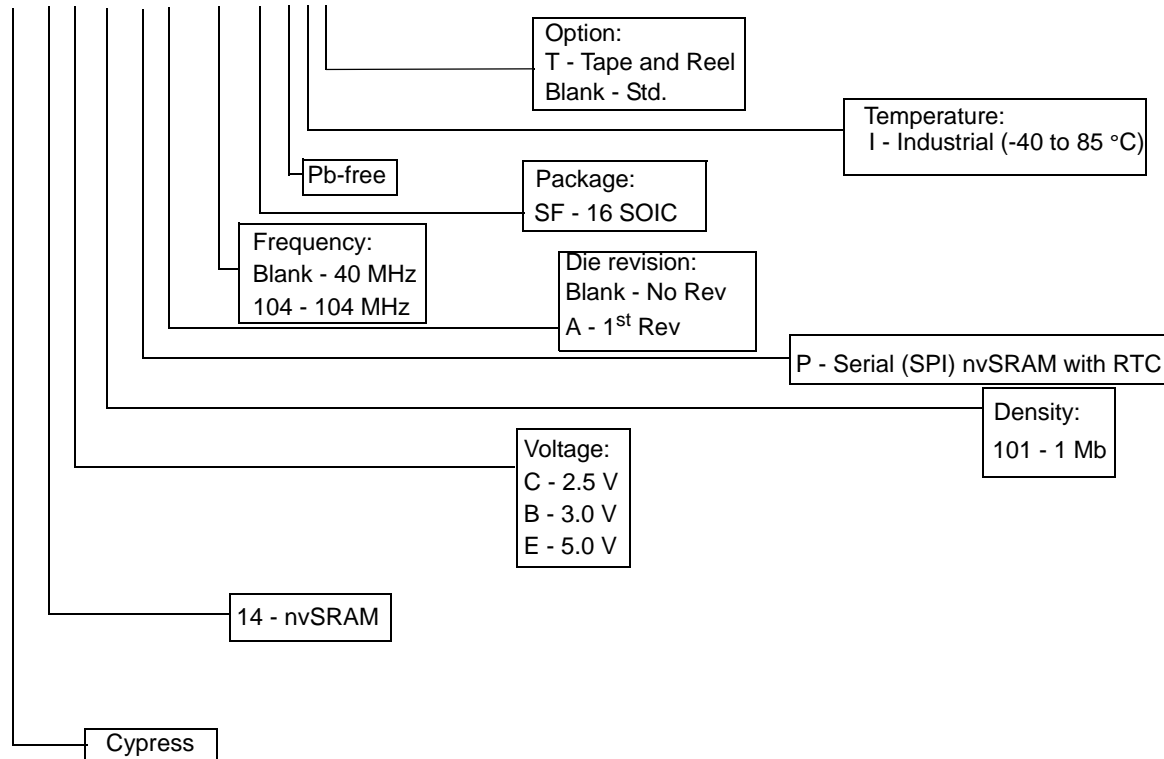 Option:
T - Tape and Reel
Blank - Std.
Temperature:
I - Industrial (-40 to 85 °C)
Pb-free
Package:
SF - 16 SOIC
Frequency:
Blank - 40 MHz
104 - 104 MHz
Die revision:
Blank - No Rev
A - 1st Rev
P - Serial (SPI) nvSRAM with RTC
Density:
101 - 1 Mb
Voltage:
C - 2.5 V
B - 3.0 V
E - 5.0 V
14 - nvSRAM
Cypress